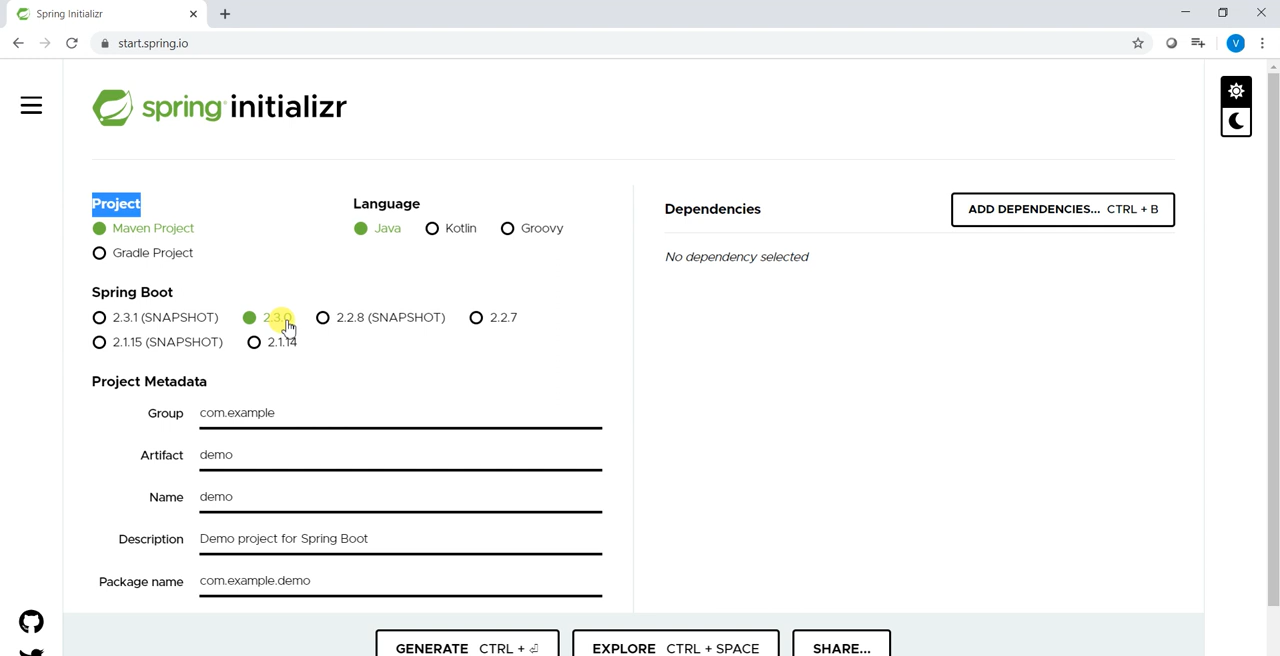 Spring Initializr
start.spring.io
V
spring initializr
Project
Maven Project
Gradle Project
Language
Java Kotlin Groovy
Spring Boot
2.3.1 (SNAPSHOT) 2.3.0 2.2.8 (SNAPSHOT) 2.2.7
2.1.15 (SNAPSHOT) 2.1.14
Project Metadata
Group com.example
Artifact demo
Name demo
Description Demo project for Spring Boot
Package name com.example.demo
Dependencies ADD DEPENDENCIES... CTRL + B
No dependency selected
GENERATE CTRL + ⏎ EXPLORE CTRL + SPACE SHARE...